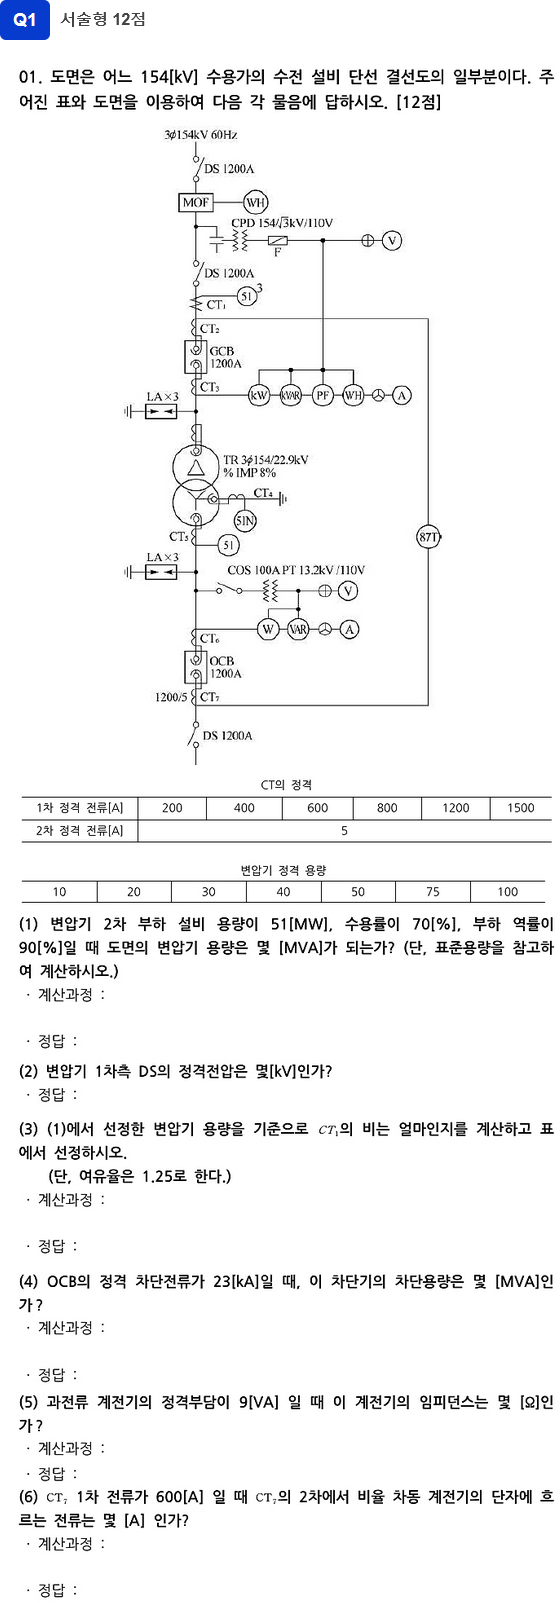 Q1 서술형 12점
01. 도면은 어느 154[kV] 수용가의 수전 설비 단선 결선도의 일부분이다. 주
어진 표와 도면을 이용하여 다음 각 물음에 답하시오. [12점]
3φ154kV 60Hz
DS 1200A
MOF
WH
CPD 154/√3kV/110V
F
V
DS 1200A
CT₁
51
3
CT₂
GCB
1200A
CT₃
kW
kVAR
PF
WH
A
LA×3
TR 3φ154/22.9kV
% IMP 8%
CT₄
51N
CT₅
51
87T
LA×3
COS 100A PT 13.2kV /110V
V
W
VAR
A
CT₆
OCB
1200A
1200/5
CT₇
DS 1200A
CT의 정격
1차 정격 전류[A] 200 400 600 800 1200 1500
2차 정격 전류[A] 5
변압기 정격 용량
10 20 30 40 50 75 100
(1) 변압기 2차 부하 설비 용량이 51[MW], 수용률이 70[%], 부하 역률이
90[%]일 때 도면의 변압기 용량은 몇 [MVA]가 되는가? (단, 표준용량을 참고하
여 계산하시오.)
· 계산과정 :
· 정답 :
(2) 변압기 1차측 DS의 정격전압은 몇[kV]인가?
· 정답 :
(3) (1)에서 선정한 변압기 용량을 기준으로 CT₁의 비는 얼마인지를 계산하고 표
에서 선정하시오.
(단, 여유율은 1.25로 한다.)
· 계산과정 :
· 정답 :
(4) OCB의 정격 차단전류가 23[kA]일 때, 이 차단기의 차단용량은 몇 [MVA]인
가?
· 계산과정 :
· 정답 :
(5) 과전류 계전기의 정격부담이 9[VA] 일 때 이 계전기의 임피던스는 몇 [Ω]인
가?
· 계산과정 :
· 정답 :
(6) CT₇ 1차 전류가 600[A] 일 때 CT₇의 2차에서 비율 차동 계전기의 단자에 흐
르는 전류는 몇 [A] 인가?
· 계산과정 :
· 정답 :